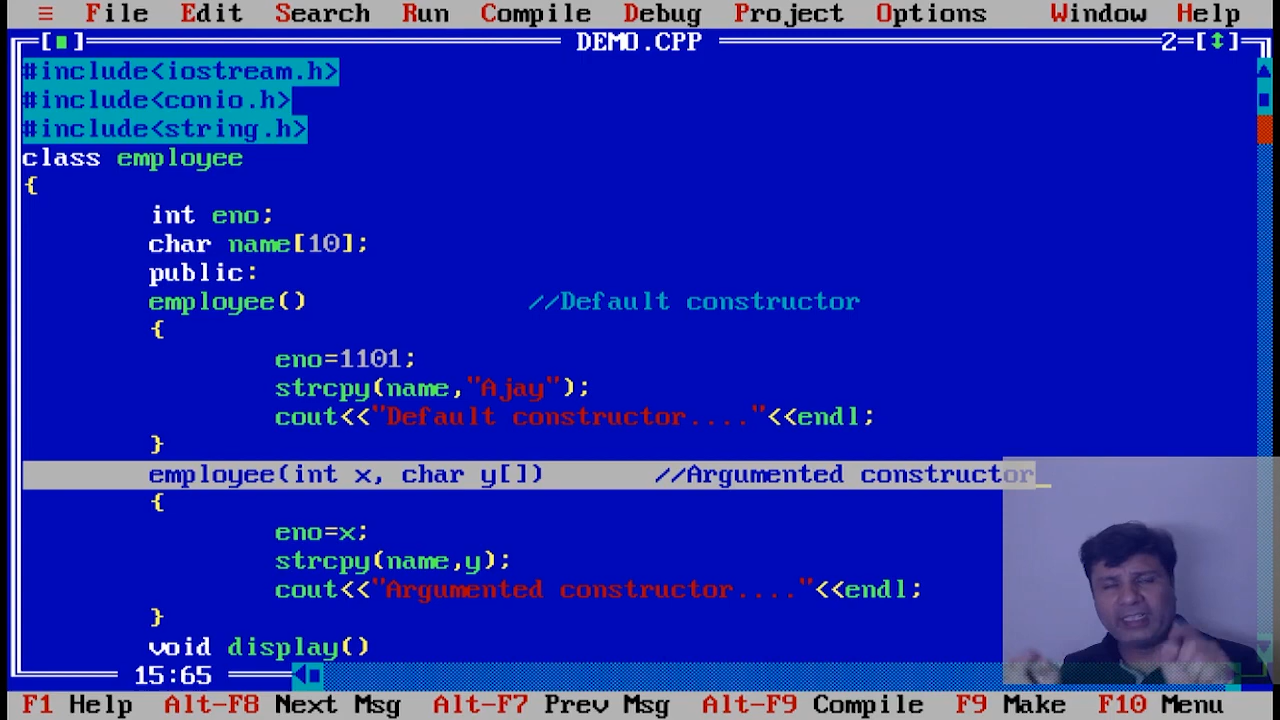 ≡ File Edit Search Run Compile Debug Project Options Window Help
[■] DEMO.CPP 2=[↕]
#include<iostream.h>
#include<conio.h>
#include<string.h>
class employee
{
int eno;
char name[10];
public:
employee() //Default constructor
{
eno=1101;
strcpy(name,"Ajay");
cout<<"Default constructor...."<<endl;
}
employee(int x, char y[]) //Argumented constructor
{
eno=x;
strcpy(name,y);
cout<<"Argumented constructor...."<<endl;
}
void display()
15:65
F1 Help Alt-F8 Next Msg Alt-F7 Prev Msg Alt-F9 Compile F9 Make F10 Menu